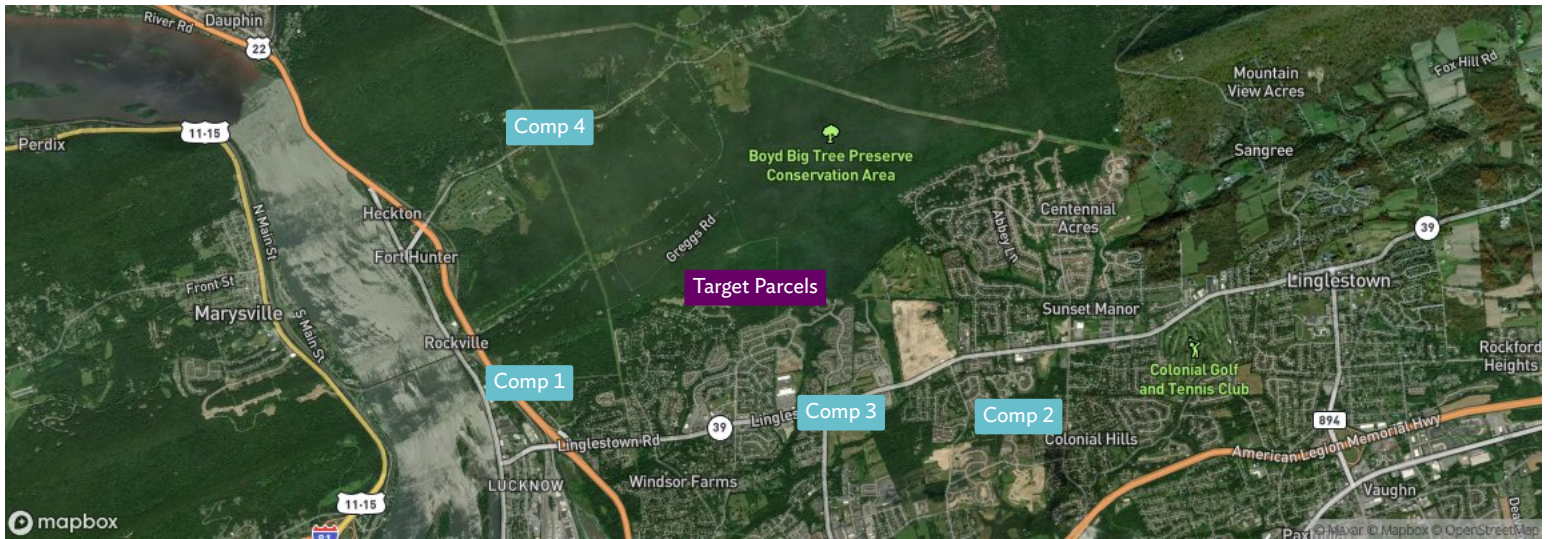 Dauphin
River Rd
22
Fox Hill Rd
Mountain
View Acres
Comp 4
11-15
Perdix
Boyd Big Tree Preserve
Conservation Area
Sangree
Heckton
N Main St
Greggs Rd
Abbey Ln
Centennial
Acres
39
Fort Hunter
Front St
Target Parcels
Linglestown
Marysville
S Main St
Sunset Manor
Rockville
Rockford
Heights
Comp 1
Colonial Golf
and Tennis Club
Comp 3
Comp 2
39
Linglestown Rd
894
Colonial Hills
American Legion Memorial Hwy
LUCKNOW
Windsor Farms
Vaughn
11-15
mapbox
81
© Maxar © Mapbox © OpenStreetMap